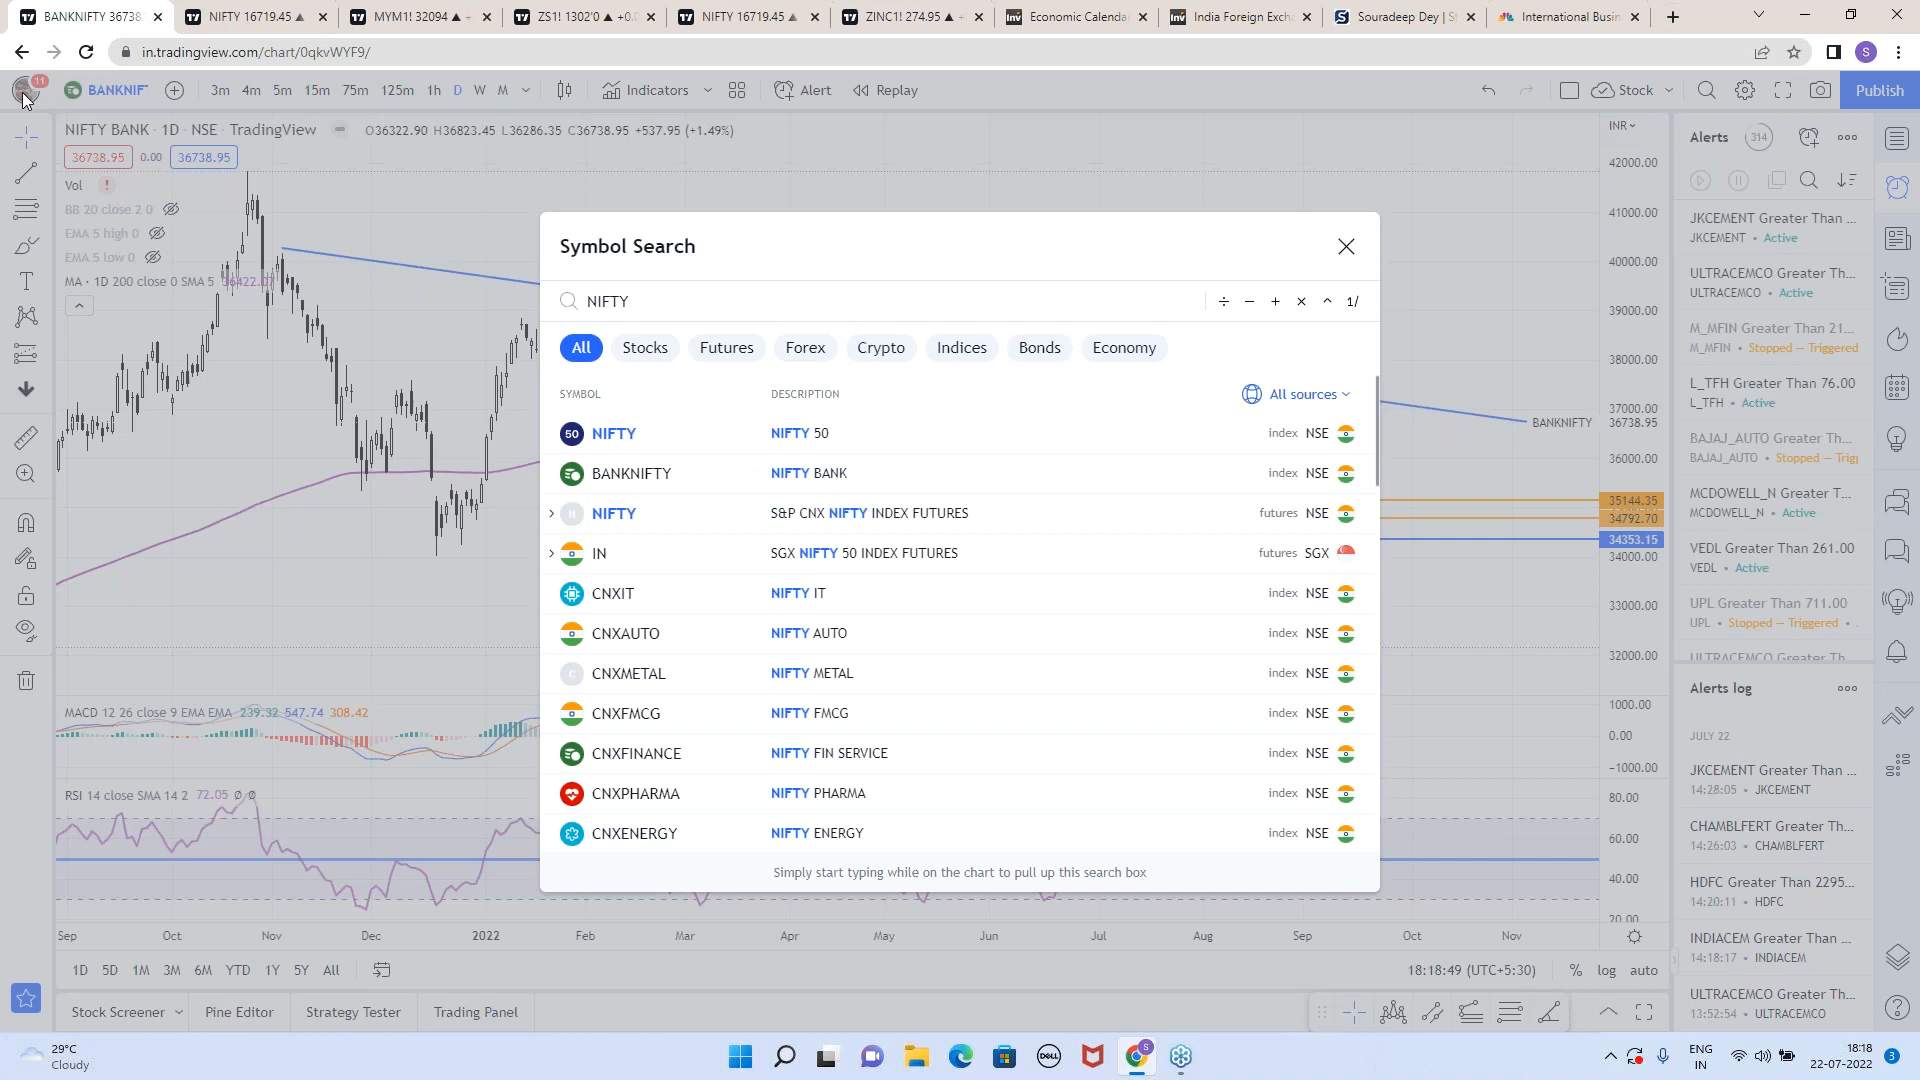 BANKNIFTY 36738.
NIFTY 16719.45 ▲
MYM1! 32094 ▲ +
ZS1! 1302'0 ▲ +0.
NIFTY 16719.45 ▲
ZINC1! 274.95 ▲ +
Economic Calenda
India Foreign Exch
Souradeep Dey | S
International Busin
in.tradingview.com/chart/0qkvWYF9/
S
11
BANKNIF
3m 4m 5m 15m 75m 125m 1h D W M
Indicators
Alert
Replay
Stock
Publish
NIFTY BANK · 1D · NSE · TradingView
O36322.90 H36823.45 L36286.35 C36738.95 +537.95 (+1.49%)
36738.95 0.00 36738.95
Vol
BB 20 close 2 0
EMA 5 high 0
EMA 5 low 0
MA · 1D 200 close 0 SMA 5 36422.07
MACD 12 26 close 9 EMA EMA 239.32 547.74 308.42
RSI 14 close SMA 14 2 72.05 Ø Ø
Symbol Search
NIFTY
÷ − + × ^ 1/
All Stocks Futures Forex Crypto Indices Bonds Economy
SYMBOL DESCRIPTION All sources
50 NIFTY NIFTY 50 index NSE
BANKNIFTY NIFTY BANK index NSE
N NIFTY S&P CNX NIFTY INDEX FUTURES futures NSE
IN SGX NIFTY 50 INDEX FUTURES futures SGX
CNXIT NIFTY IT index NSE
CNXAUTO NIFTY AUTO index NSE
C CNXMETAL NIFTY METAL index NSE
CNXFMCG NIFTY FMCG index NSE
CNXFINANCE NIFTY FIN SERVICE index NSE
CNXPHARMA NIFTY PHARMA index NSE
CNXENERGY NIFTY ENERGY index NSE
Simply start typing while on the chart to pull up this search box
INR
42000.00
41000.00
40000.00
39000.00
38000.00
37000.00
BANKNIFTY 36738.95
36000.00
35144.35
34792.70
34353.15
34000.00
33000.00
32000.00
1000.00
0.00
−1000.00
80.00
60.00
40.00
20.00
Sep Oct Nov Dec 2022 Feb Mar Apr May Jun Jul Aug Sep Oct Nov
1D 5D 1M 3M 6M YTD 1Y 5Y All
18:18:49 (UTC+5:30) % log auto
Stock Screener Pine Editor Strategy Tester Trading Panel
Alerts 314
JKCEMENT Greater Than ...
JKCEMENT • Active
ULTRACEMCO Greater Th...
ULTRACEMCO • Active
M_MFIN Greater Than 21...
M_MFIN • Stopped — Triggered
L_TFH Greater Than 76.00
L_TFH • Active
BAJAJ_AUTO Greater Th...
BAJAJ_AUTO • Stopped — Trigg
MCDOWELL_N Greater T...
MCDOWELL_N • Active
VEDL Greater Than 261.00
VEDL • Active
UPL Greater Than 711.00
UPL • Stopped — Triggered •
ULTRACEMCO Greater Th
Alerts log
JULY 22
JKCEMENT Greater Than ...
14:28:05 • JKCEMENT
CHAMBLFERT Greater Th...
14:26:03 • CHAMBLFERT
HDFC Greater Than 2295...
14:20:11 • HDFC
INDIACEM Greater Than ...
14:18:17 • INDIACEM
ULTRACEMCO Greater Th...
13:52:54 • ULTRACEMCO
29°C
Cloudy
DELL
S
ENG
IN
18:18
22-07-2022
3